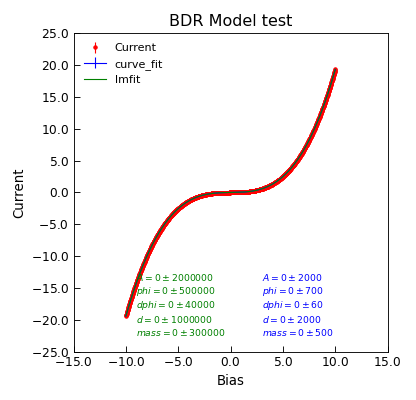 BDR Model test
25.0
20.0
15.0
10.0
5.0
0.0
−5.0
−10.0
−15.0
−20.0
−25.0
Current
Current
curve_fit
lmfit
A = 0 ± 2000000
phi = 0 ± 500000
dphi = 0 ± 40000
d = 0 ± 1000000
mass = 0 ± 300000
A = 0 ± 2000
phi = 0 ± 700
dphi = 0 ± 60
d = 0 ± 2000
mass = 0 ± 500
−15.0 −10.0 −5.0 0.0 5.0 10.0 15.0
Bias